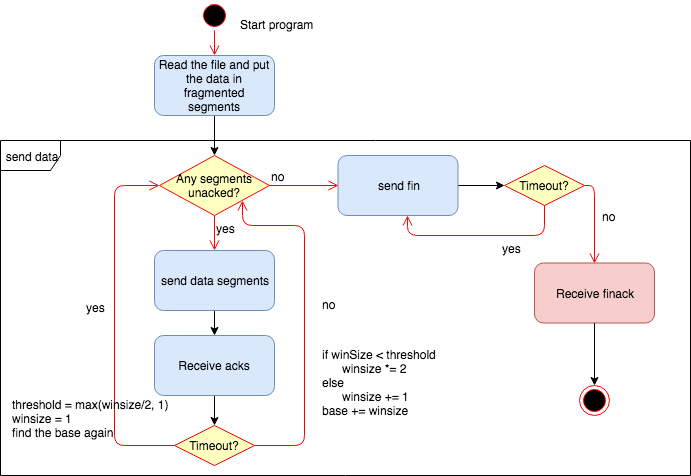 Start program
Read the file and put
the data in
fragmented
segments
send data
Any segments
unacked?
no
send fin
Timeout?
no
yes
yes
send data segments
Receive finack
yes
no
Receive acks
if winSize < threshold
winsize *= 2
else
winsize += 1
base += winsize
threshold = max(winsize/2, 1)
winsize = 1
find the base again
Timeout?